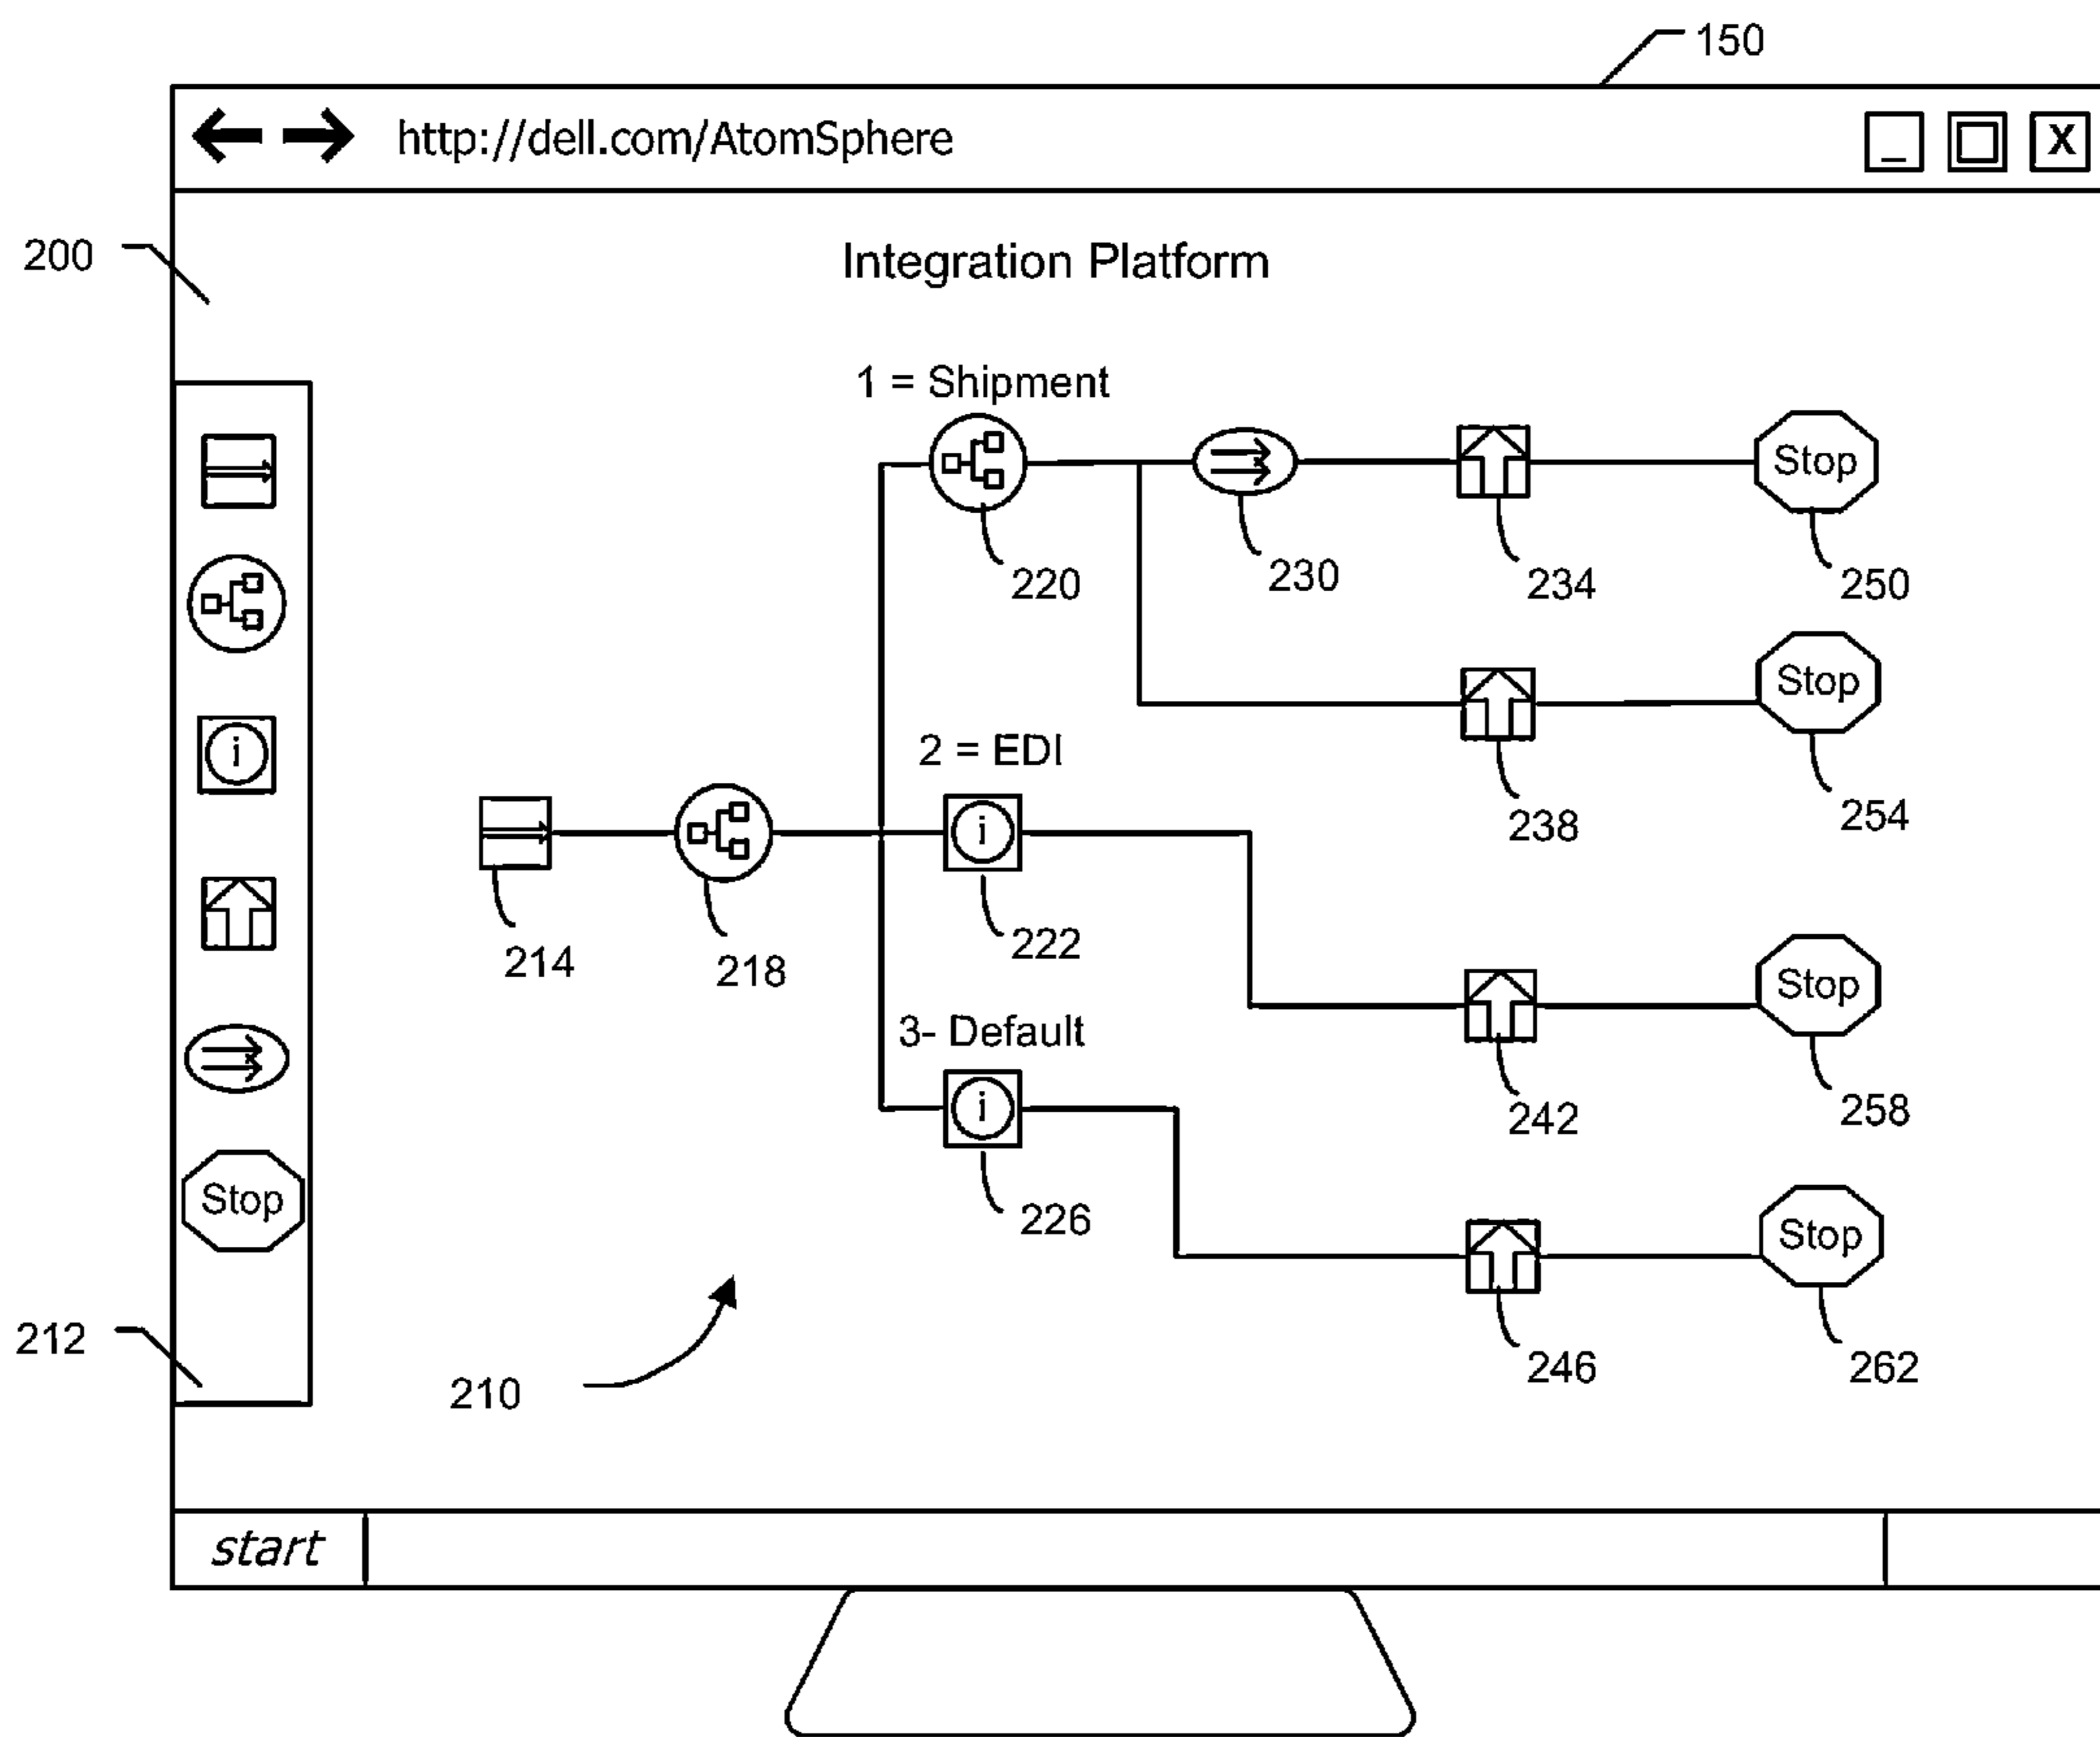 150
http://dell.com/AtomSphere
_ X
200
Integration Platform
1 = Shipment
Stop
220
230
234
250
i
Stop
2 = EDI
238
254
i
214
218
222
Stop
3- Default
242
258
i
Stop
226
Stop
212
210
246
262
start